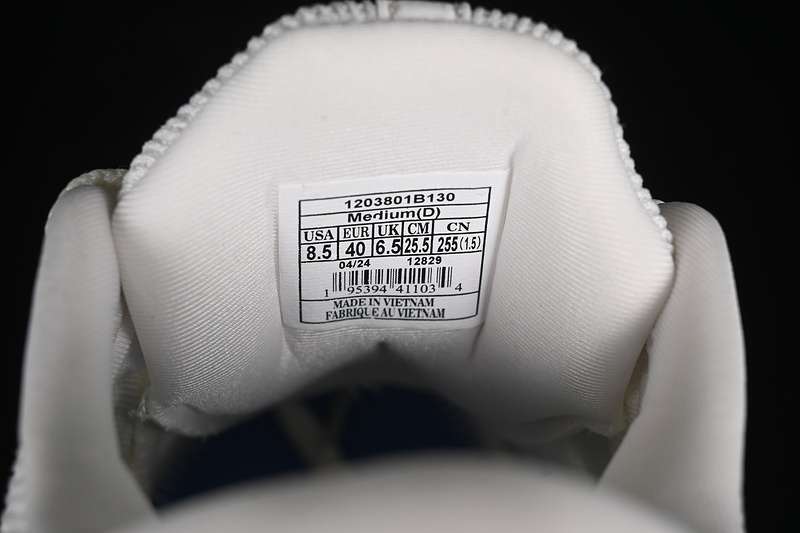 1203801B130
Medium(D)
USA EUR UK CM CN
8.5 40 6.5 25.5 255(1.5)
04/24 12829
1 95394 41103 4
MADE IN VIETNAM
FABRIQUE AU VIETNAM